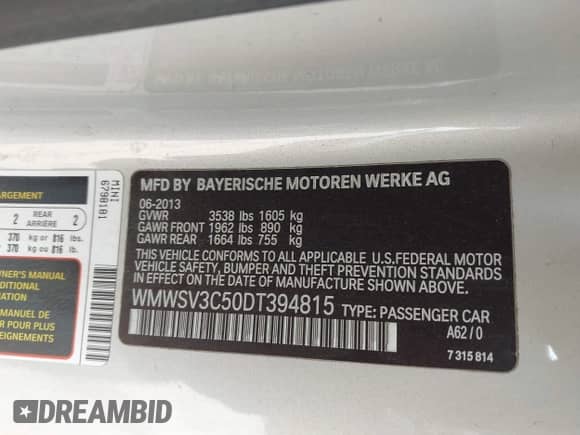 MFD BY BAYERISCHE MOTOREN WERKE AG
06-2013
GVWR 3538 lbs 1605 kg
GAWR FRONT 1962 lbs 890 kg
GAWR REAR 1664 lbs 755 kg
THIS VEHICLE CONFORMS TO ALL APPLICABLE U.S.FEDERAL MOTOR
VEHICLE SAFETY, BUMPER, AND THEFT PREVENTION STANDARDS
IN EFFECT ON THE DATE OF MANUFACTURE SHOWN ABOVE.
WMWSV3C50DT394815 TYPE: PASSENGER CAR
A62 / 0
7 315 814
MINI
6798181
ARGEMENT
2 REAR ARRIÈRE 2
370 kg or 816 lbs.
370 kg ou 816 lb.
NER'S MANUAL
DITIONAL
ATION
ANUEL DE
R POUR PLUS
EIGNEMENTS
DREAMBID